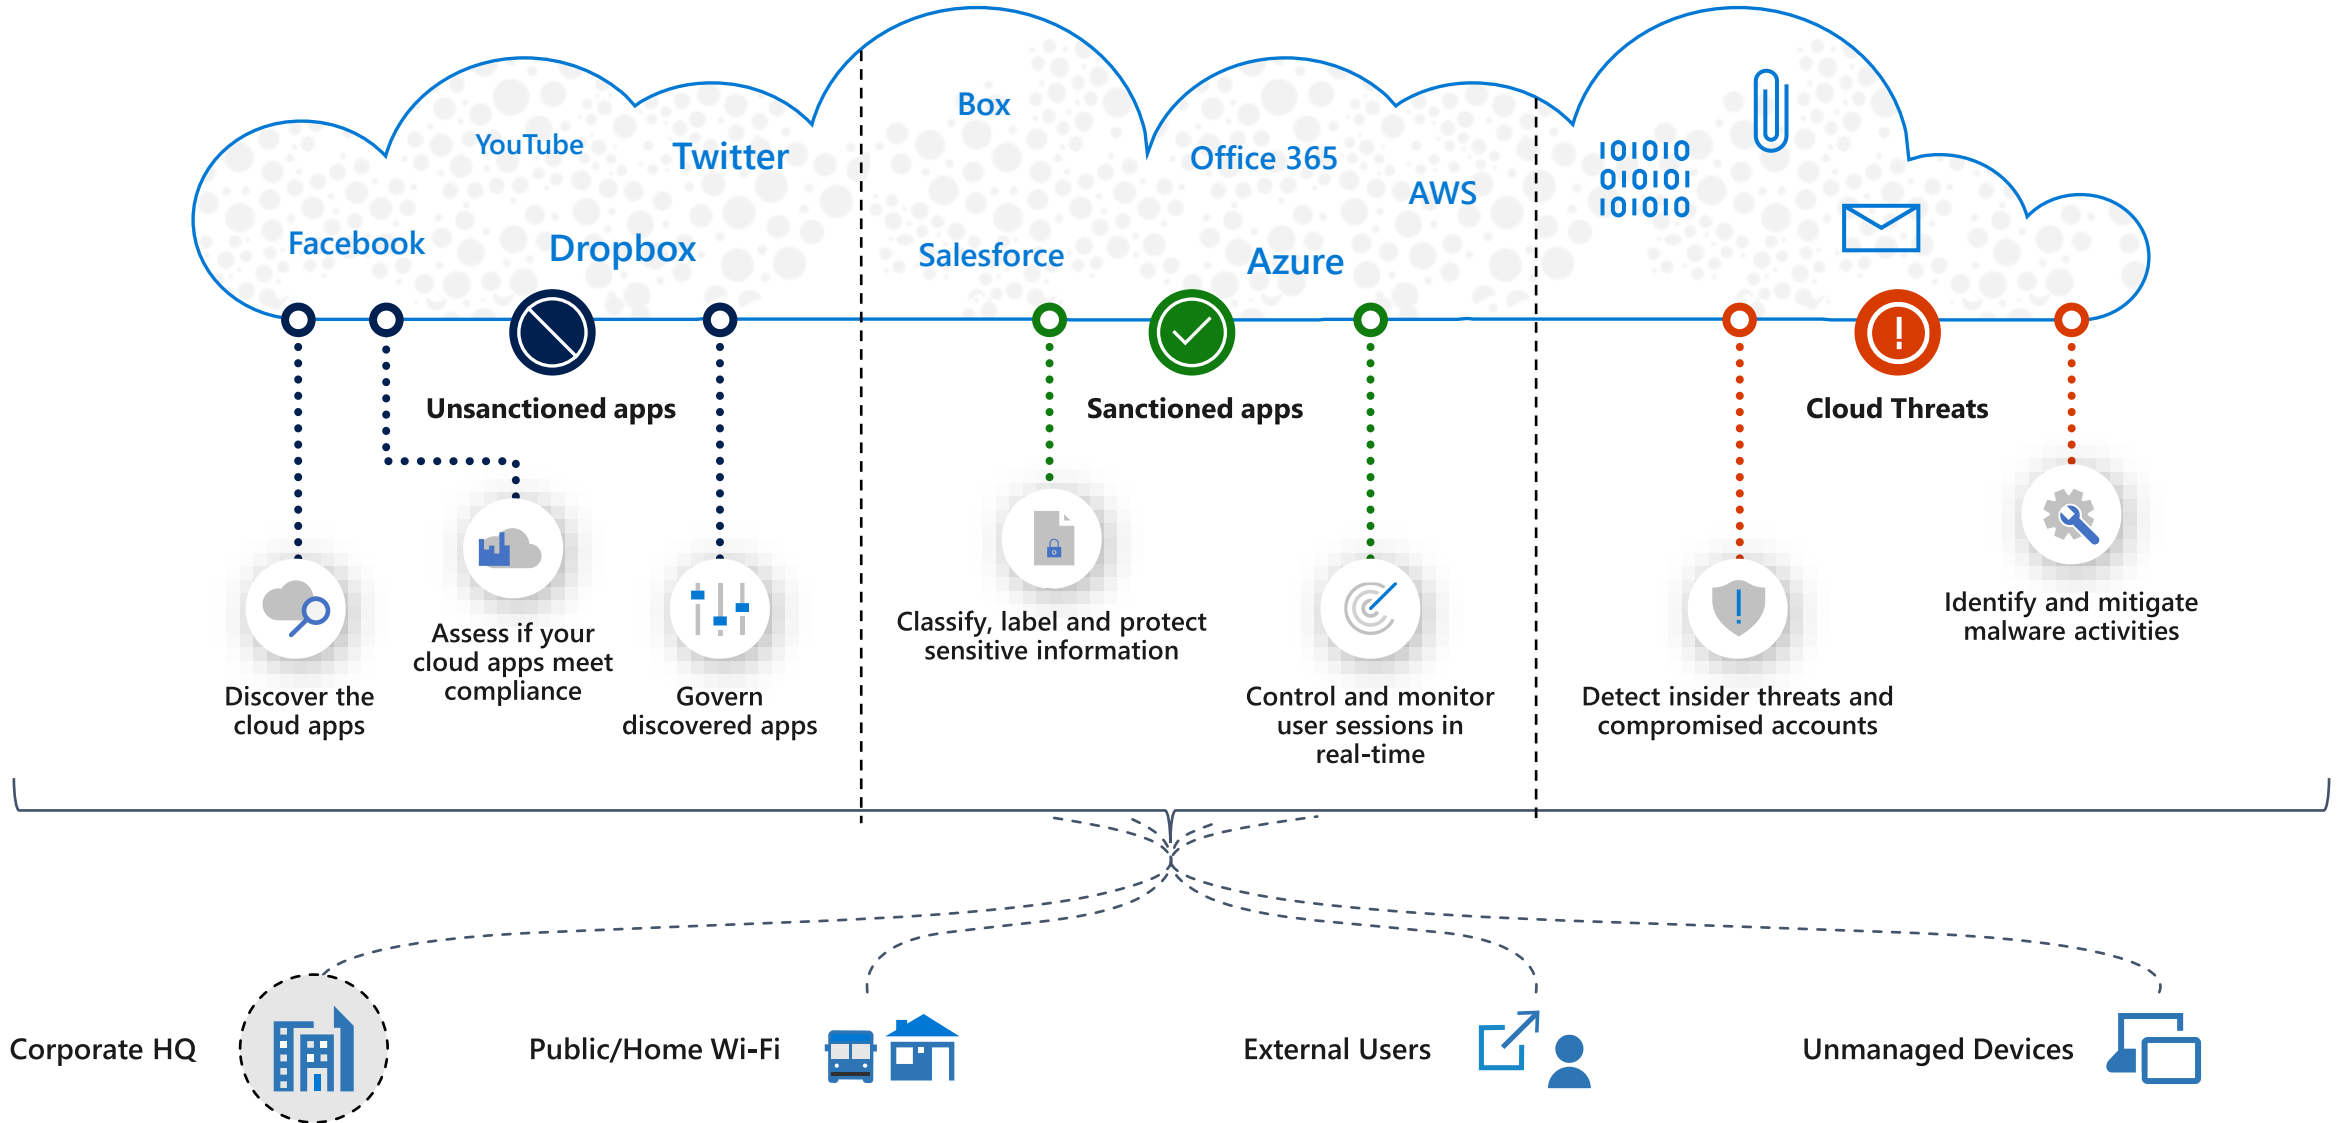 Box
YouTube
Twitter
Office 365
AWS
101010
010101
101010
Facebook
Dropbox
Salesforce
Azure
Unsanctioned apps
Sanctioned apps
Cloud Threats
Discover the
cloud apps
Assess if your
cloud apps meet
compliance
Govern
discovered apps
Classify, label and protect
sensitive information
Control and monitor
user sessions in
real-time
Detect insider threats and
compromised accounts
Identify and mitigate
malware activities
Corporate HQ
Public/Home Wi-Fi
External Users
Unmanaged Devices